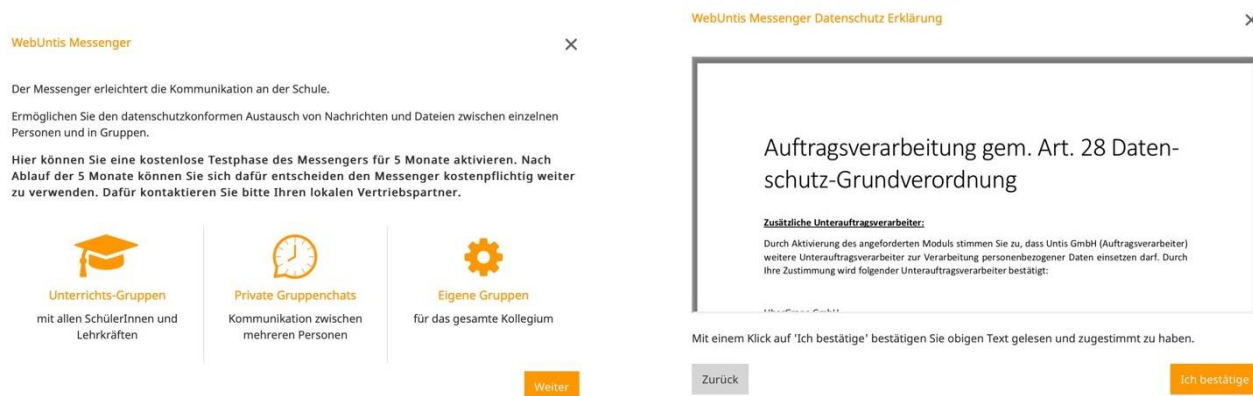 WebUntis Messenger
Der Messenger erleichtert die Kommunikation an der Schule.
Ermöglichen Sie den datenschutzkonformen Austausch von Nachrichten und Dateien zwischen einzelnen
Personen und in Gruppen.
Hier können Sie eine kostenlose Testphase des Messengers für 5 Monate aktivieren. Nach
Ablauf der 5 Monate können Sie sich dafür entscheiden den Messenger kostenpflichtig weiter
zu verwenden. Dafür kontaktieren Sie bitte Ihren lokalen Vertriebspartner.
Unterrichts-Gruppen
mit allen SchülerInnen und
Lehrkräften
Private Gruppenchats
Kommunikation zwischen
mehreren Personen
Eigene Gruppen
für das gesamte Kollegium
Weiter
WebUntis Messenger Datenschutz Erklärung
Auftragsverarbeitung gem. Art. 28 Daten-
schutz-Grundverordnung
Zusätzliche Unterauftragsverarbeiter:
Durch Aktivierung des angeforderten Moduls stimmen Sie zu, dass Untis GmbH (Auftragsverarbeiter)
weitere Unterauftragsverarbeiter zur Verarbeitung personenbezogener Daten einsetzen darf. Durch
Ihre Zustimmung wird folgender Unterauftragsverarbeiter bestätigt:
Mit einem Klick auf 'Ich bestätige' bestätigen Sie obigen Text gelesen und zugestimmt zu haben.
Zurück
Ich bestätige